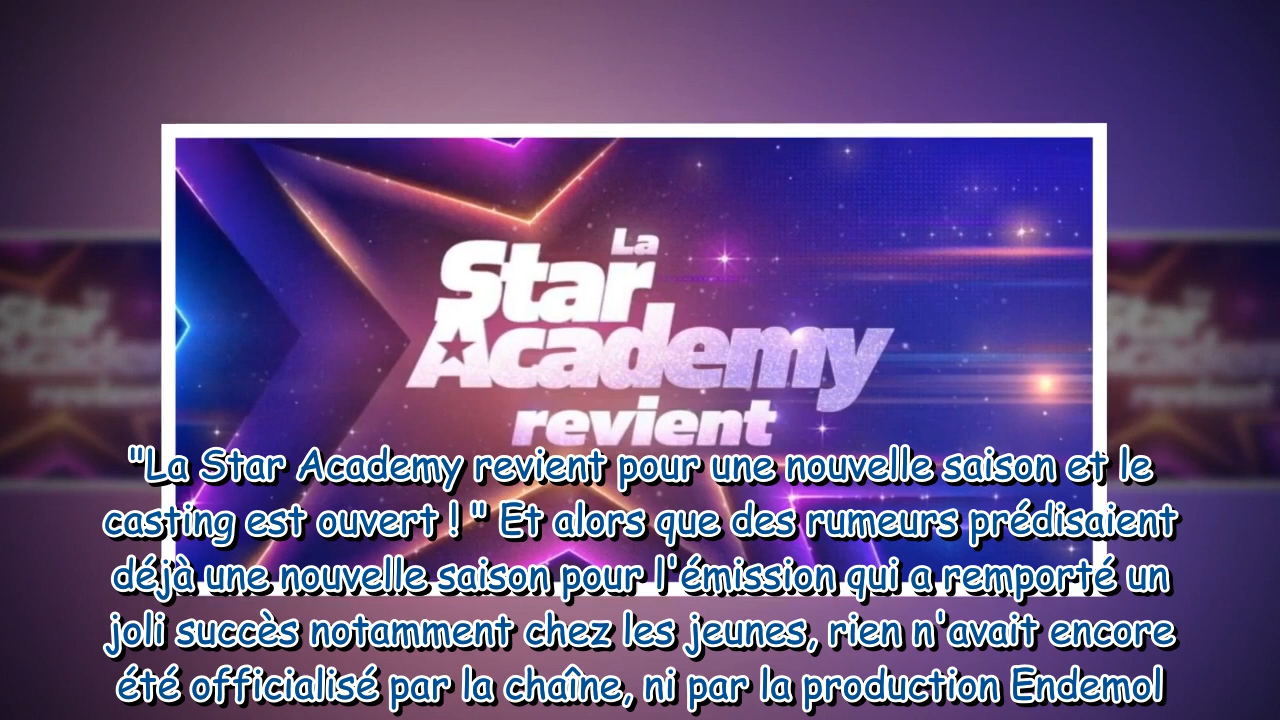 La
Star
Academy
revient
"La Star Academy revient pour une nouvelle saison et le
casting est ouvert ! " Et alors que des rumeurs prédisaient
déjà une nouvelle saison pour l'émission qui a remporté un
joli succès notamment chez les jeunes, rien n'avait encore
été officialisé par la chaîne, ni par la production Endemol